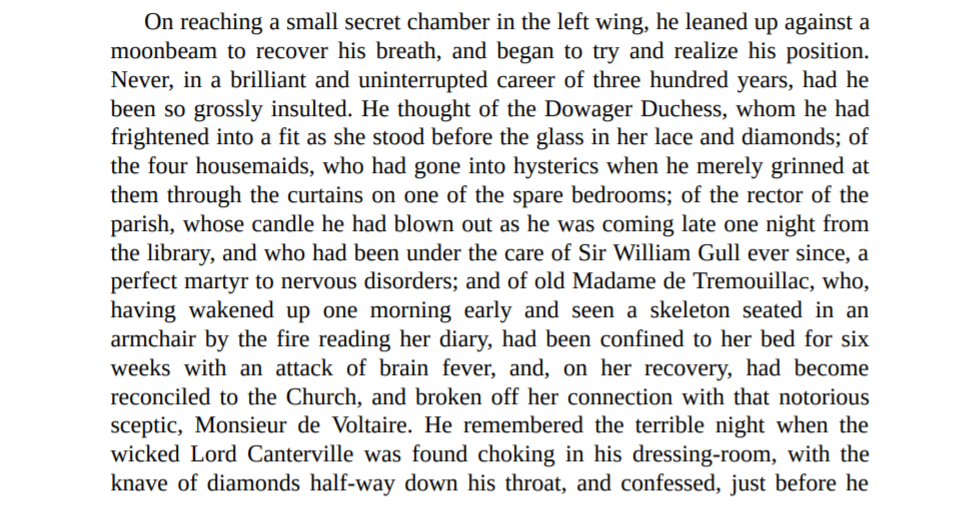 On reaching a small secret chamber in the left wing, he leaned up against a
moonbeam to recover his breath, and began to try and realize his position.
Never, in a brilliant and uninterrupted career of three hundred years, had he
been so grossly insulted. He thought of the Dowager Duchess, whom he had
frightened into a fit as she stood before the glass in her lace and diamonds; of
the four housemaids, who had gone into hysterics when he merely grinned at
them through the curtains on one of the spare bedrooms; of the rector of the
parish, whose candle he had blown out as he was coming late one night from
the library, and who had been under the care of Sir William Gull ever since, a
perfect martyr to nervous disorders; and of old Madame de Tremouillac, who,
having wakened up one morning early and seen a skeleton seated in an
armchair by the fire reading her diary, had been confined to her bed for six
weeks with an attack of brain fever, and, on her recovery, had become
reconciled to the Church, and broken off her connection with that notorious
sceptic, Monsieur de Voltaire. He remembered the terrible night when the
wicked Lord Canterville was found choking in his dressing-room, with the
knave of diamonds half-way down his throat, and confessed, just before he